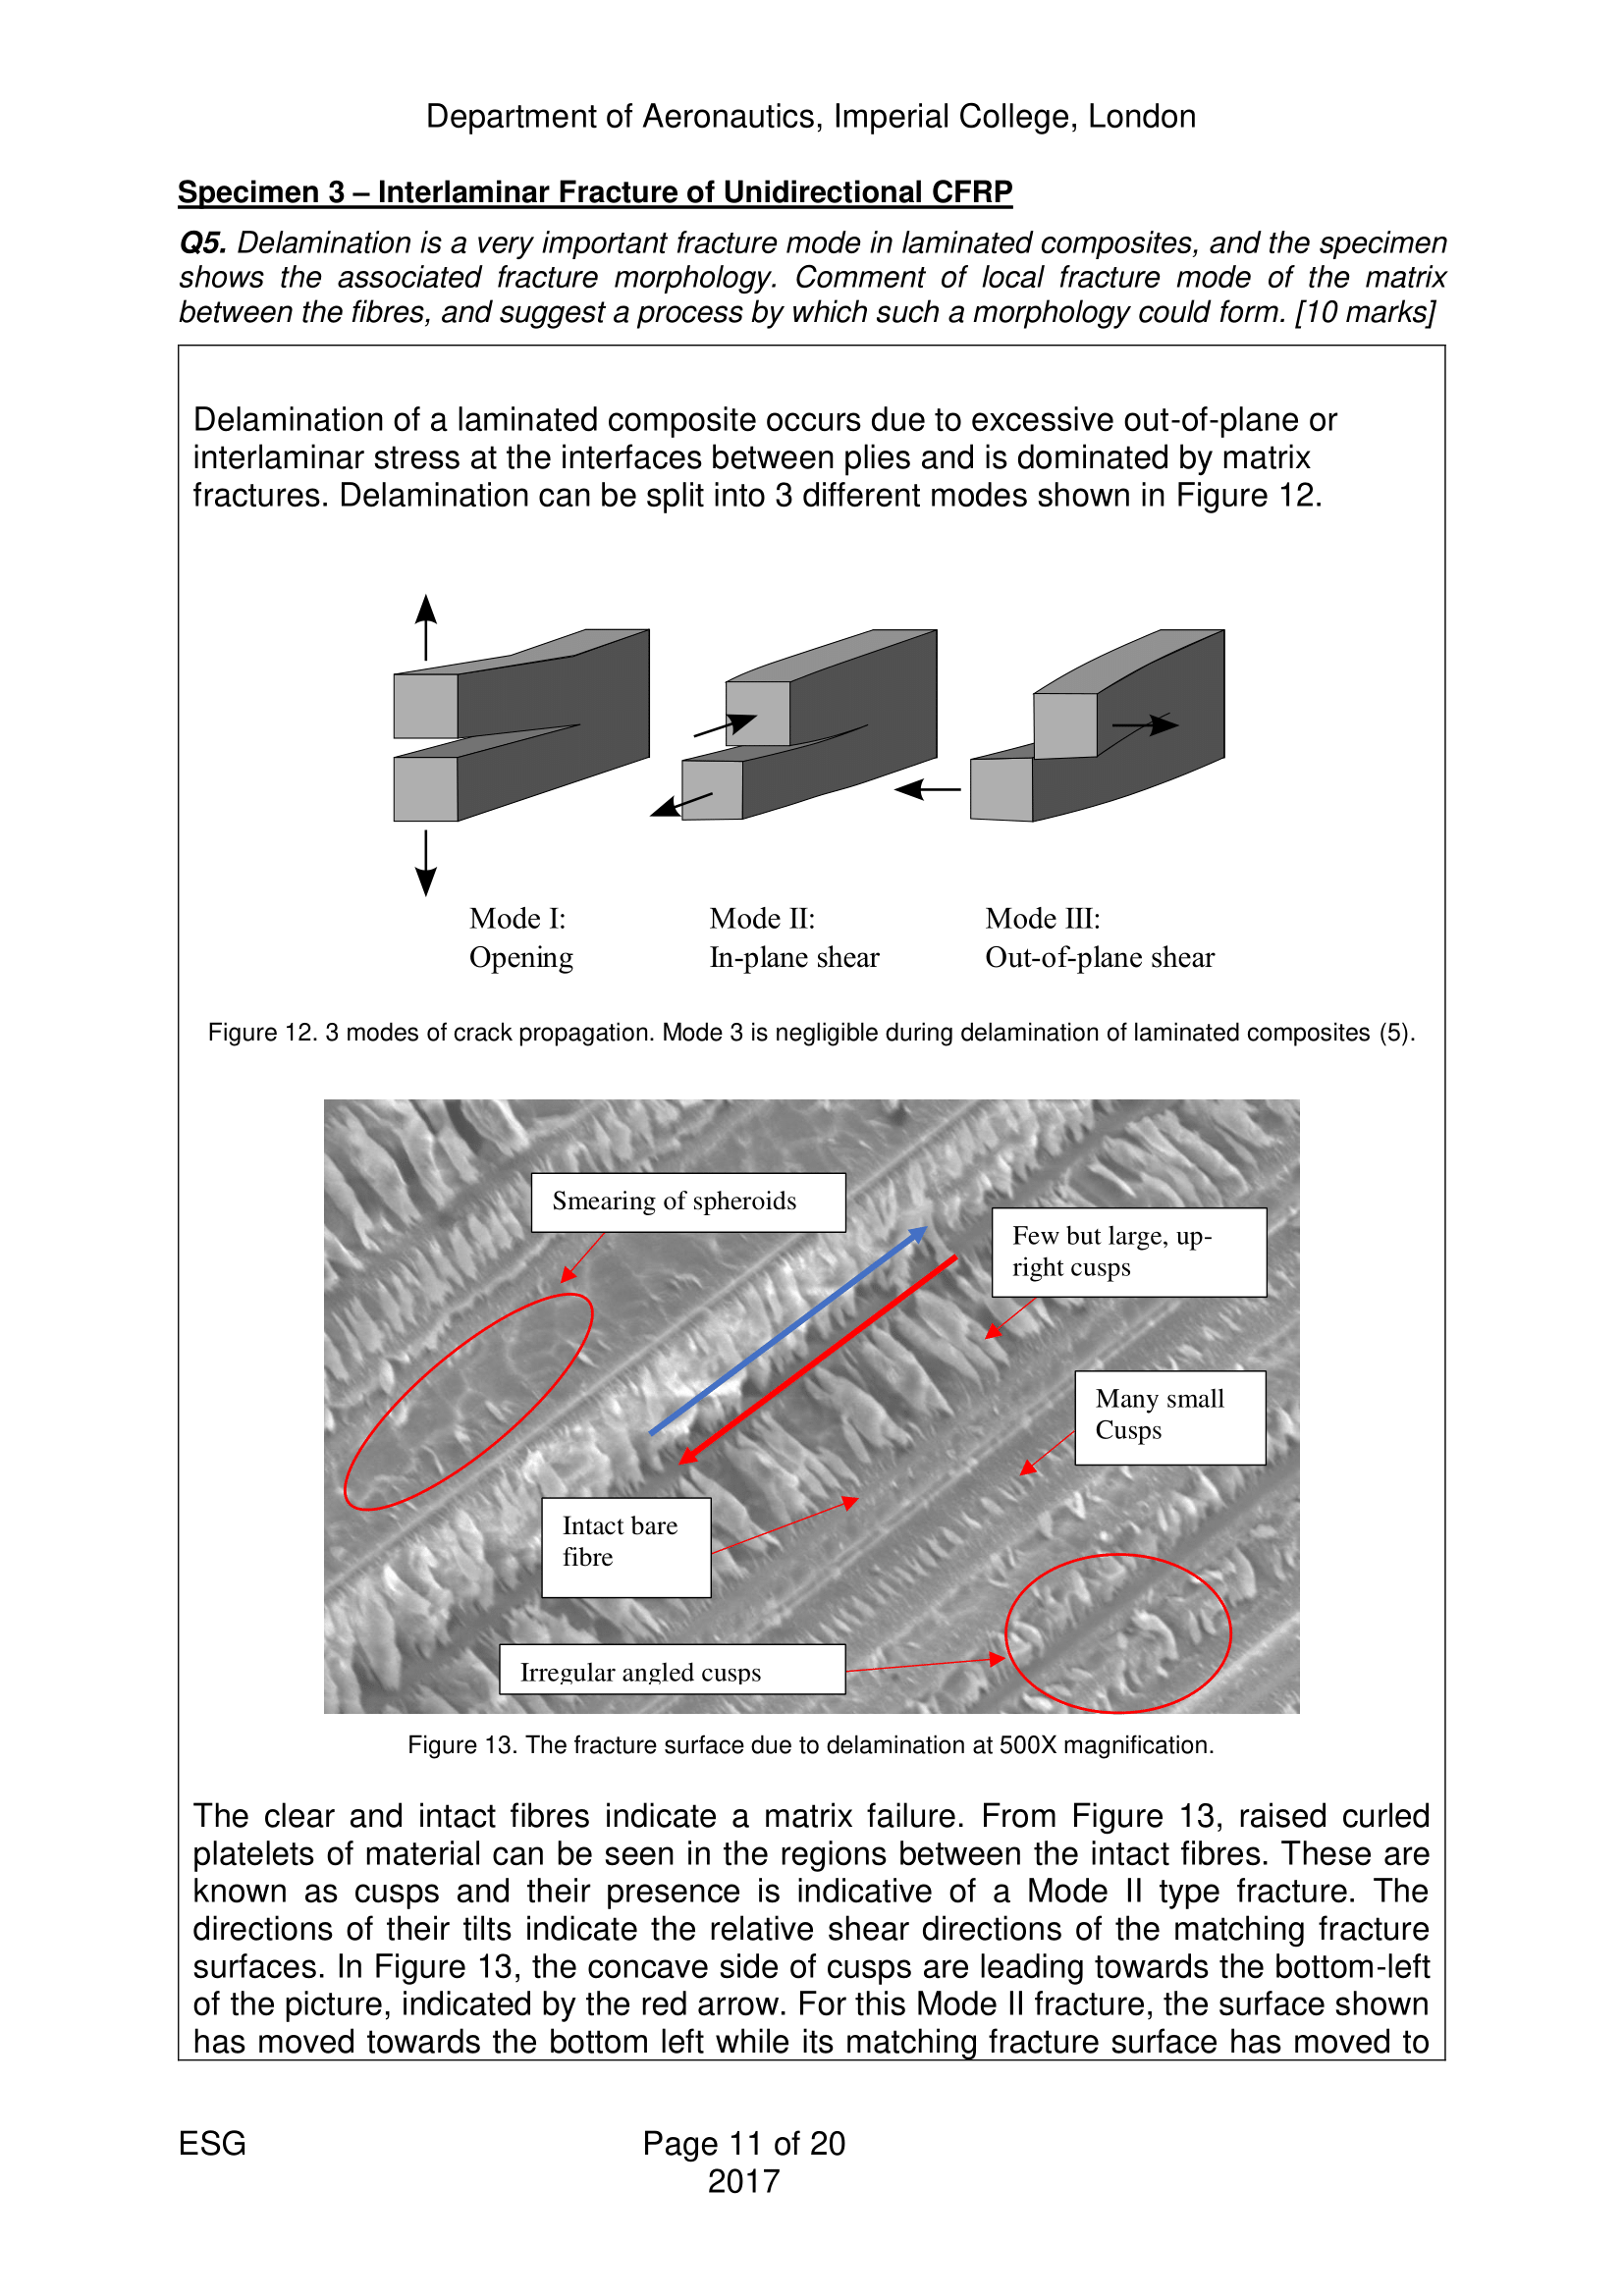 Department of Aeronautics, Imperial College, London
Specimen 3 – Interlaminar Fracture of Unidirectional CFRP
Q5. Delamination is a very important fracture mode in laminated composites, and the specimen
shows the associated fracture morphology. Comment of local fracture mode of the matrix
between the fibres, and suggest a process by which such a morphology could form. [10 marks]
Delamination of a laminated composite occurs due to excessive out-of-plane or
interlaminar stress at the interfaces between plies and is dominated by matrix
fractures. Delamination can be split into 3 different modes shown in Figure 12.
Mode I:
Opening
Mode II:
In-plane shear
Mode III:
Out-of-plane shear
Figure 12. 3 modes of crack propagation. Mode 3 is negligible during delamination of laminated composites (5).
Smearing of spheroids
Few but large, up-
right cusps
Many small
Cusps
Intact bare
fibre
Irregular angled cusps
Figure 13. The fracture surface due to delamination at 500X magnification.
The clear and intact fibres indicate a matrix failure. From Figure 13, raised curled
platelets of material can be seen in the regions between the intact fibres. These are
known as cusps and their presence is indicative of a Mode II type fracture. The
directions of their tilts indicate the relative shear directions of the matching fracture
surfaces. In Figure 13, the concave side of cusps are leading towards the bottom-left
of the picture, indicated by the red arrow. For this Mode II fracture, the surface shown
has moved towards the bottom left while its matching fracture surface has moved to
ESG
Page 11 of 20
2017